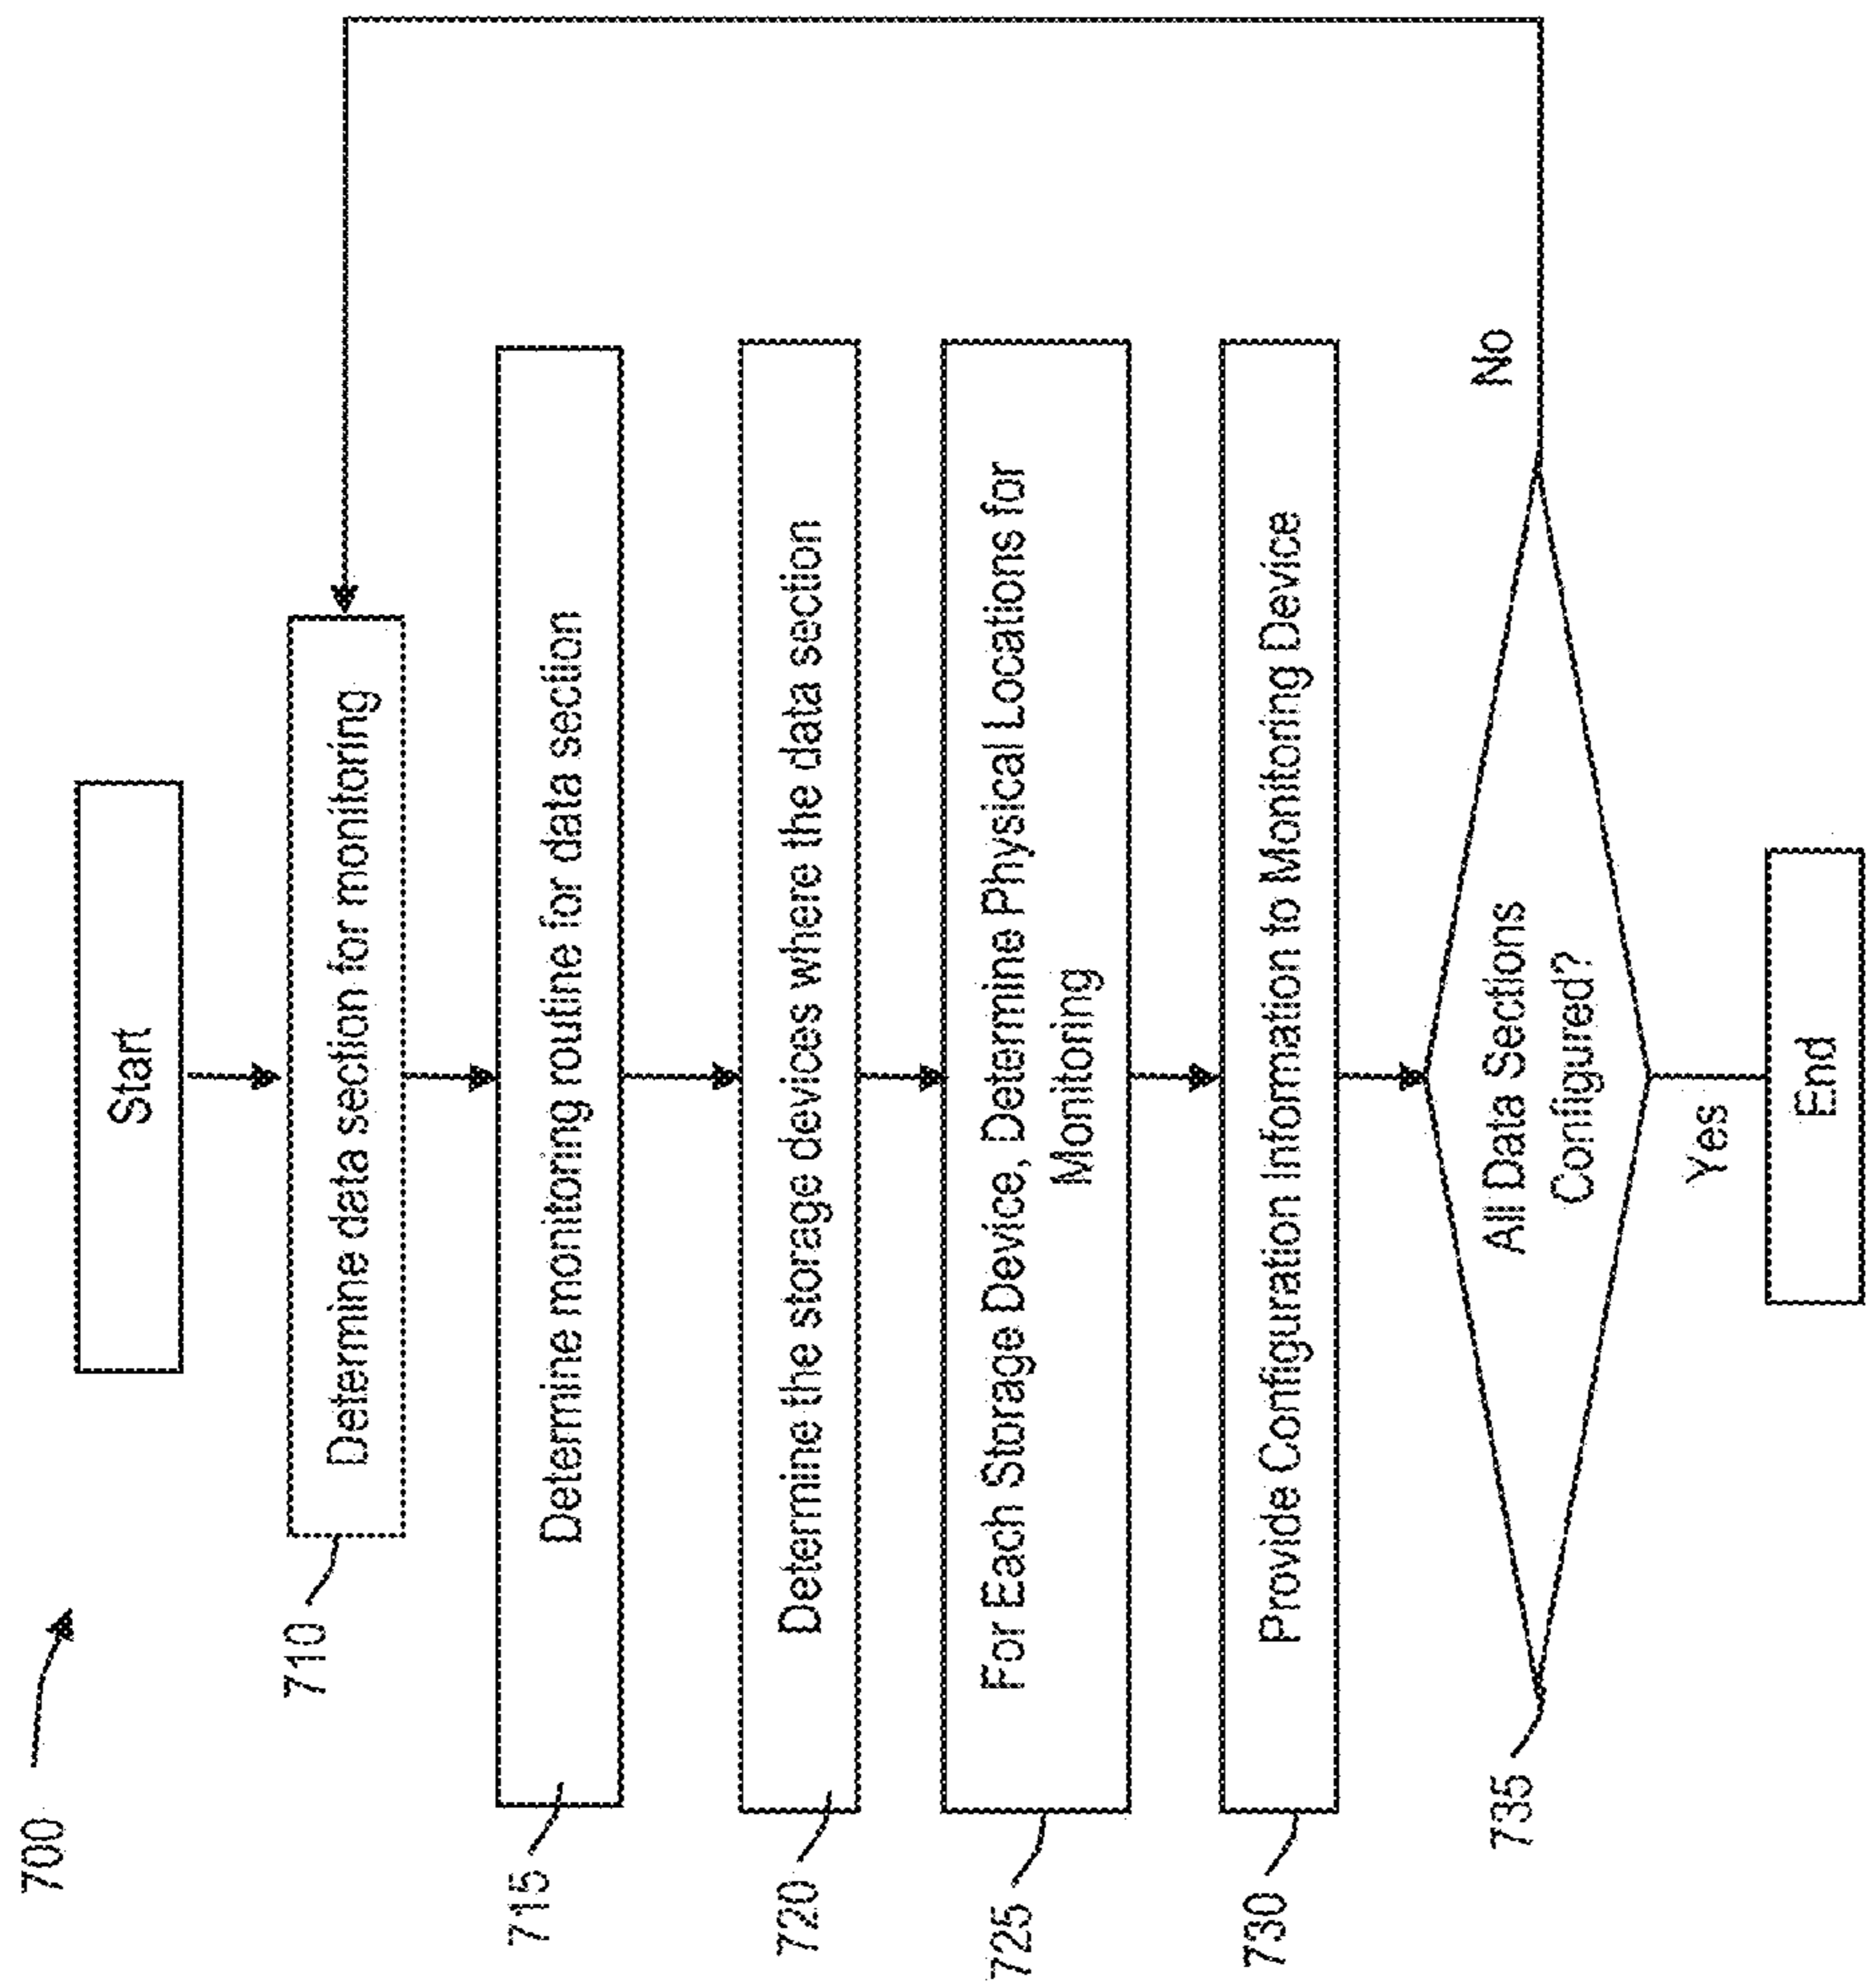 700
Start
710
Determine data section for monitoring
715
Determine monitoring routine for data section
720
Determine the storage devices where the data section
725
For Each Storage Device, Determine Physical Locations for
Monitoring
730
Provide Configuration Information to Monitoring Device
735
All Data Sections
Configured?
No
Yes
End